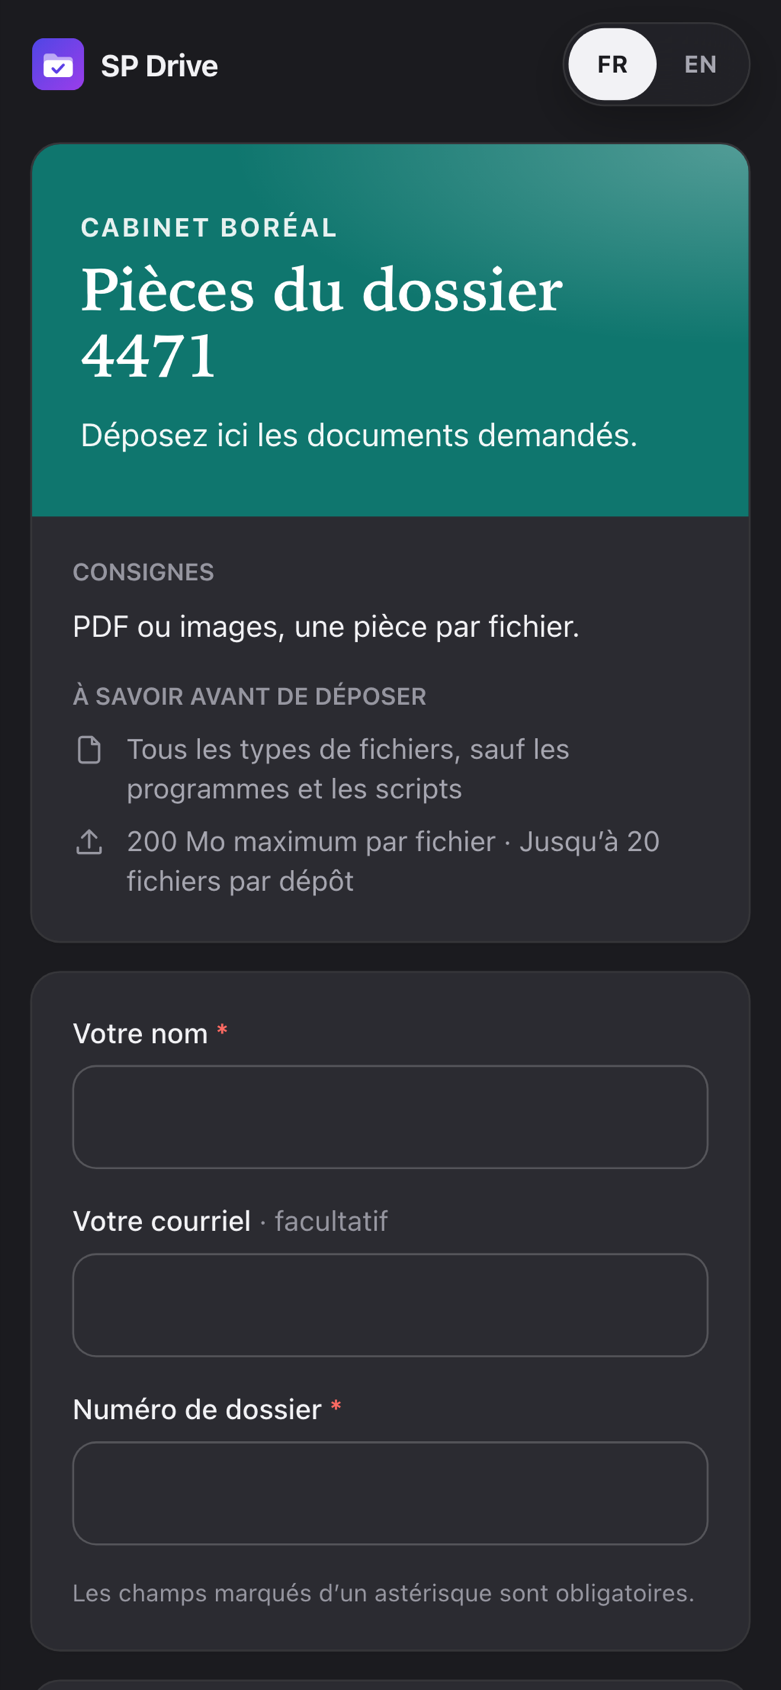 SP Drive
FR EN
CABINET BORÉAL
Pièces du dossier
4471
Déposez ici les documents demandés.
CONSIGNES
PDF ou images, une pièce par fichier.
À SAVOIR AVANT DE DÉPOSER
Tous les types de fichiers, sauf les
programmes et les scripts
200 Mo maximum par fichier · Jusqu’à 20
fichiers par dépôt
Votre nom *
Votre courriel · facultatif
Numéro de dossier *
Les champs marqués d’un astérisque sont obligatoires.